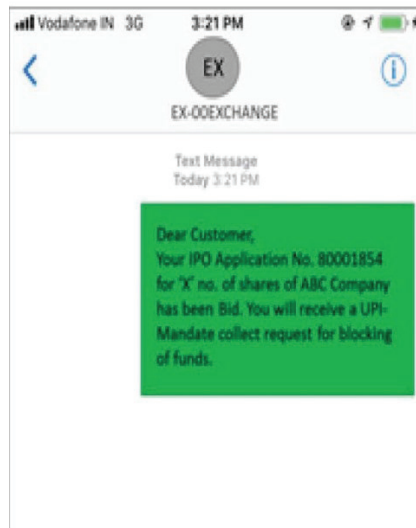 Vodafone IN 3G 3:21 PM
EX
EX-00EXCHANGE
Text Message
Today 3:21 PM
Dear Customer,
Your IPO Application No. 80001854
for 'X' no. of shares of ABC Company
has been Bid. You will receive a UPI-
Mandate collect request for blocking
of funds.